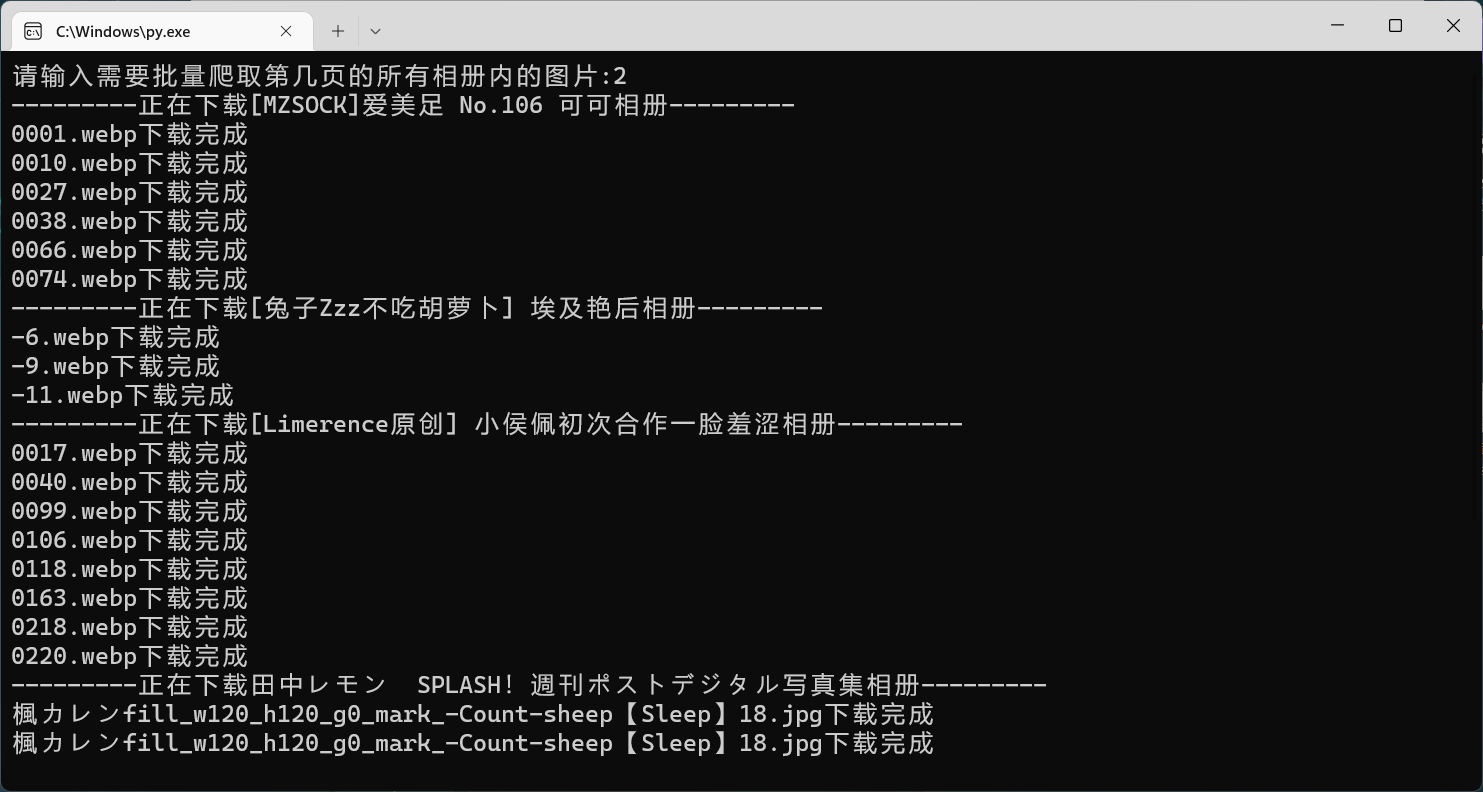 C:\Windows\py.exe
请输入需要批量爬取第几页的所有相册内的图片:2
---------正在下载[MZSOCK]爱美足 No.106 可可相册---------
0001.webp下载完成
0010.webp下载完成
0027.webp下载完成
0038.webp下载完成
0066.webp下载完成
0074.webp下载完成
---------正在下载[兔子Zzz不吃胡萝卜] 埃及艳后相册---------
-6.webp下载完成
-9.webp下载完成
-11.webp下载完成
---------正在下载[Limerence原创] 小侯佩初次合作一脸羞涩相册---------
0017.webp下载完成
0040.webp下载完成
0099.webp下载完成
0106.webp下载完成
0118.webp下载完成
0163.webp下载完成
0218.webp下载完成
0220.webp下载完成
---------正在下载田中レモン  SPLASH! 週刊ポストデジタル写真集相册---------
楓カレンfill_w120_h120_g0_mark_-Count-sheep【Sleep】18.jpg下载完成
楓カレンfill_w120_h120_g0_mark_-Count-sheep【Sleep】18.jpg下载完成